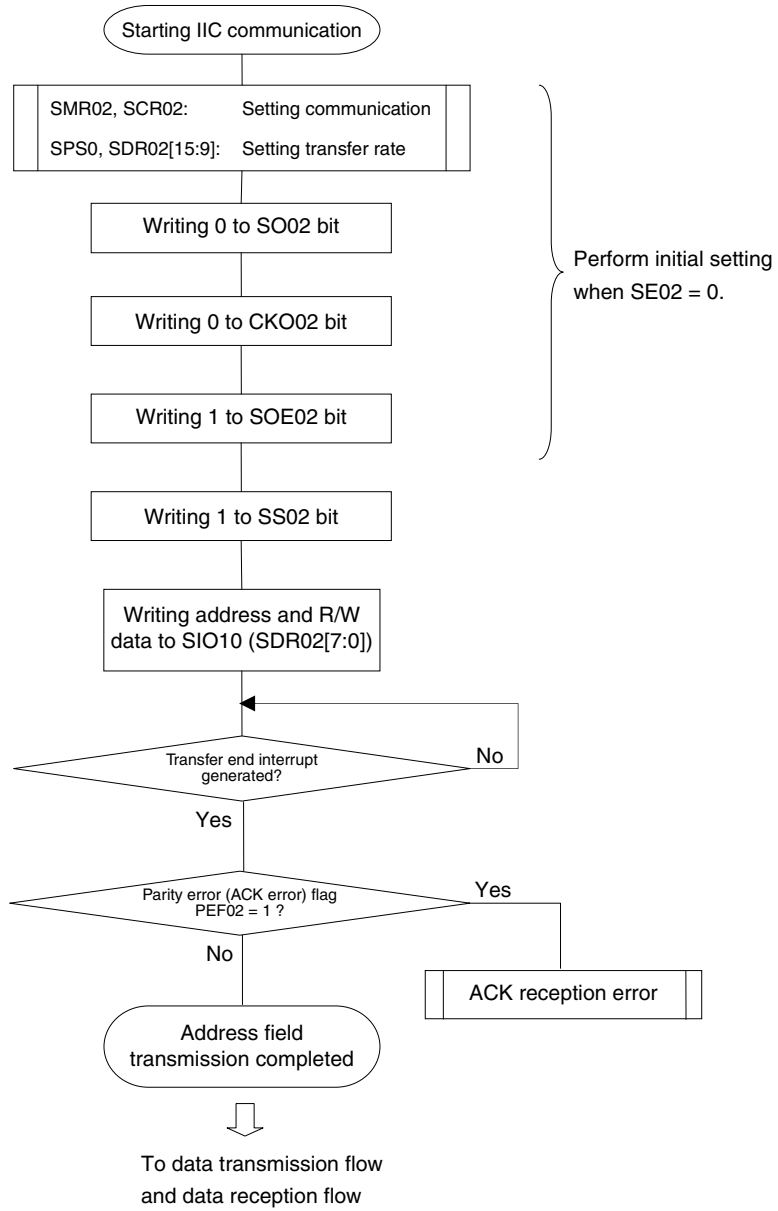 Starting IIC communication
SMR02, SCR02: Setting communication
SPS0, SDR02[15:9]: Setting transfer rate
Writing 0 to SO02 bit
Perform initial setting
when SE02 = 0.
Writing 0 to CKO02 bit
Writing 1 to SOE02 bit
Writing 1 to SS02 bit
Writing address and R/W
data to SIO10 (SDR02[7:0])
Transfer end interrupt
generated?
No
Yes
Parity error (ACK error) flag
PEF02 = 1 ?
Yes
No
ACK reception error
Address field
transmission completed
To data transmission flow
and data reception flow